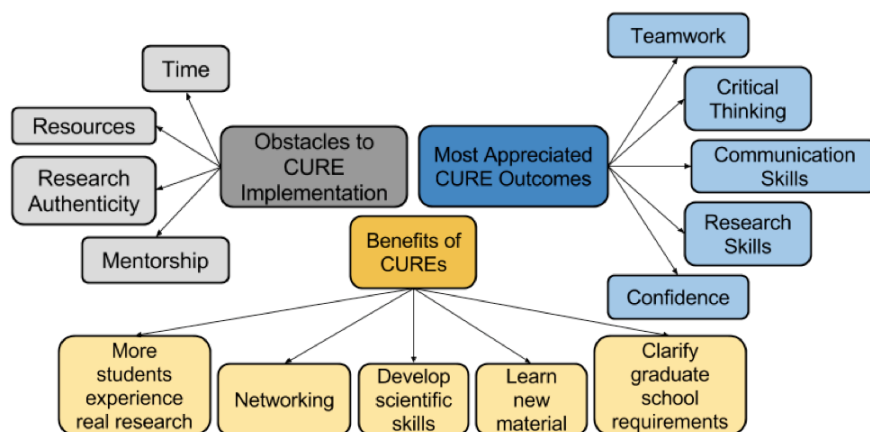 Time
Resources
Research
Authenticity
Mentorship
Obstacles to
CURE
Implementation
Most Appreciated
CURE Outcomes
Teamwork
Critical
Thinking
Communication
Skills
Research
Skills
Confidence
Benefits of
CUREs
More
students
experience
real research
Networking
Develop
scientific
skills
Learn
new
material
Clarify
graduate
school
requirements